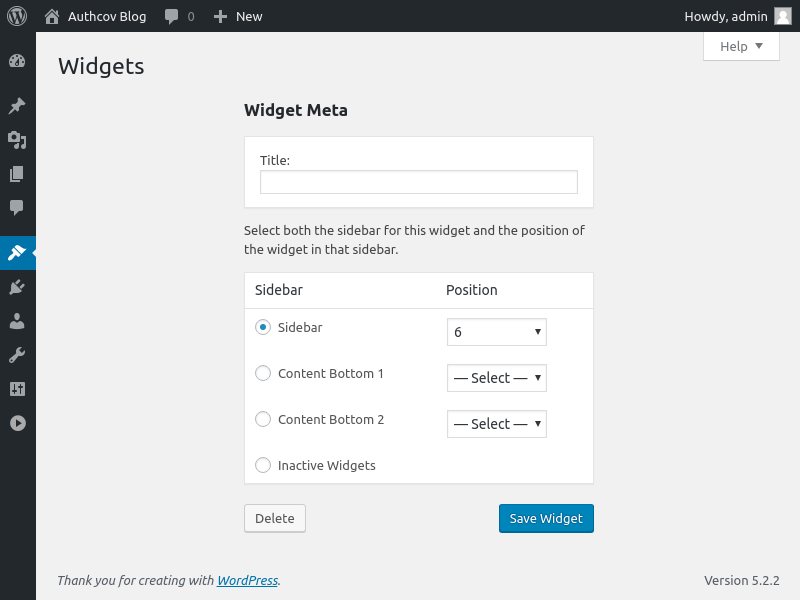 Authcov Blog 0 New Howdy, admin
Help
Widgets
Widget Meta
Title:
Select both the sidebar for this widget and the position of
the widget in that sidebar.
Sidebar Position
Sidebar 6
Content Bottom 1 — Select —
Content Bottom 2 — Select —
Inactive Widgets
Delete Save Widget
Thank you for creating with WordPress. Version 5.2.2